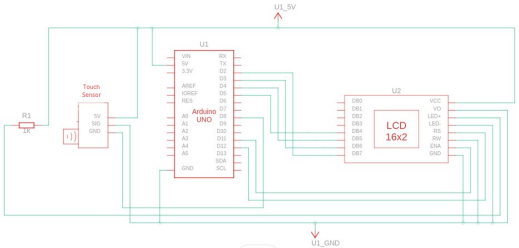 U1_5V
U1
VIN
5V
3.3V
AREF
IOREF
RES
A0
A1
A2
A3
A4
A5
GND
Arduino
UNO
RX
TX
D2
D3
D4
D5
D6
D7
D8
D9
D10
D11
D12
D13
SDA
SCL
Touch
Sensor
5V
SIG
GND
R1
1k
U2
DB0
DB1
DB2
DB3
DB4
DB5
DB6
DB7
LCD
16x2
VCC
VO
LED+
LED-
RS
RW
ENA
GND
U1_GND